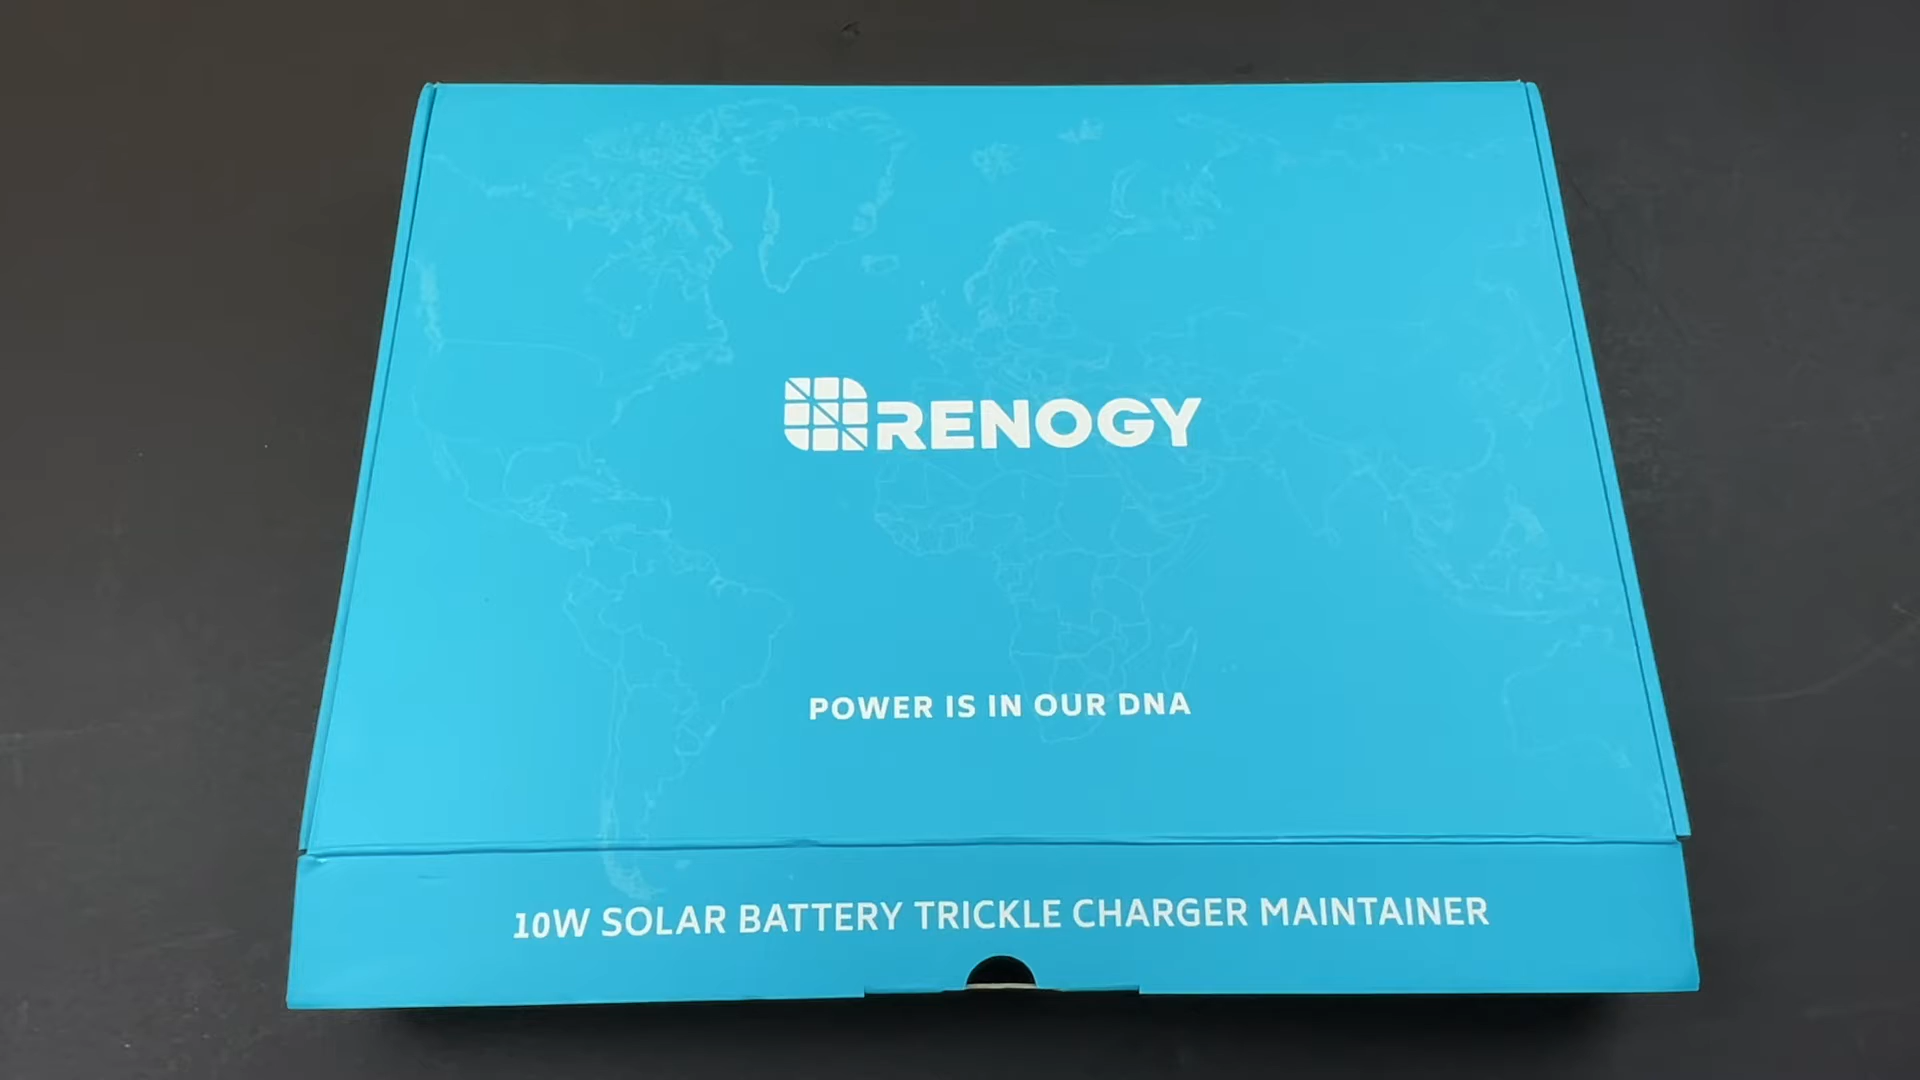 RENOGY
POWER IS IN OUR DNA
10W SOLAR BATTERY TRICKLE CHARGER MAINTAINER